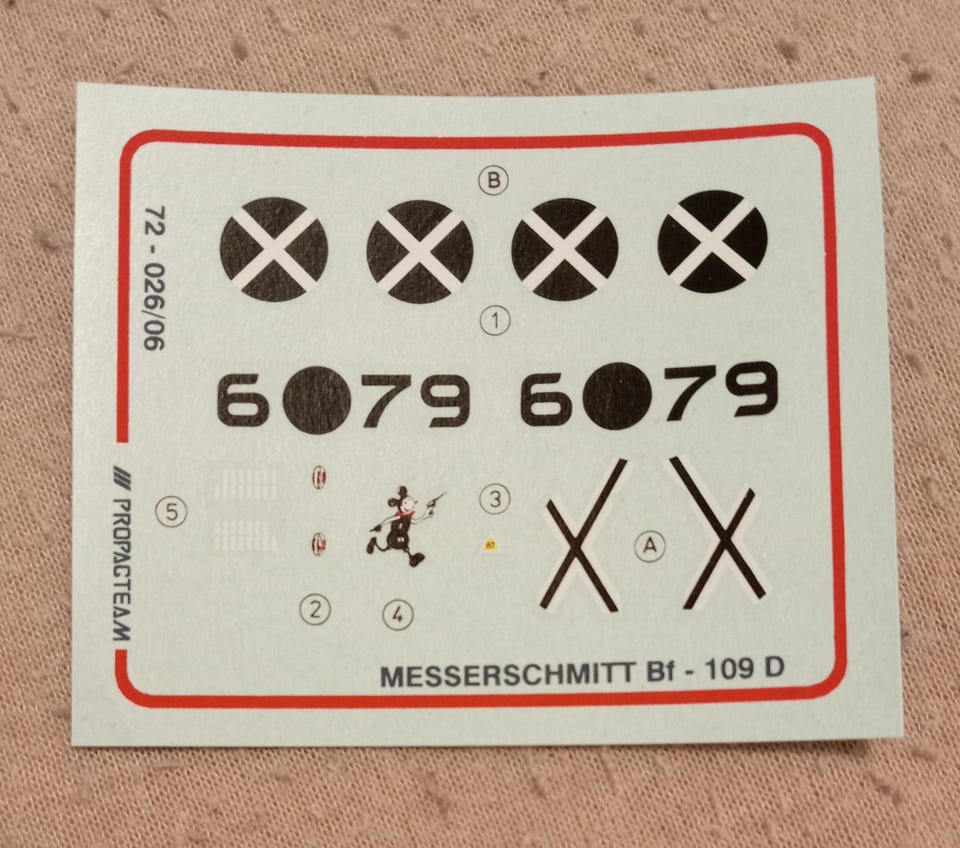 B
72 - 026/06
1
6 79
6 79
5
3
A
2
4
PROPAGTEAM
MESSERSCHMITT Bf - 109 D